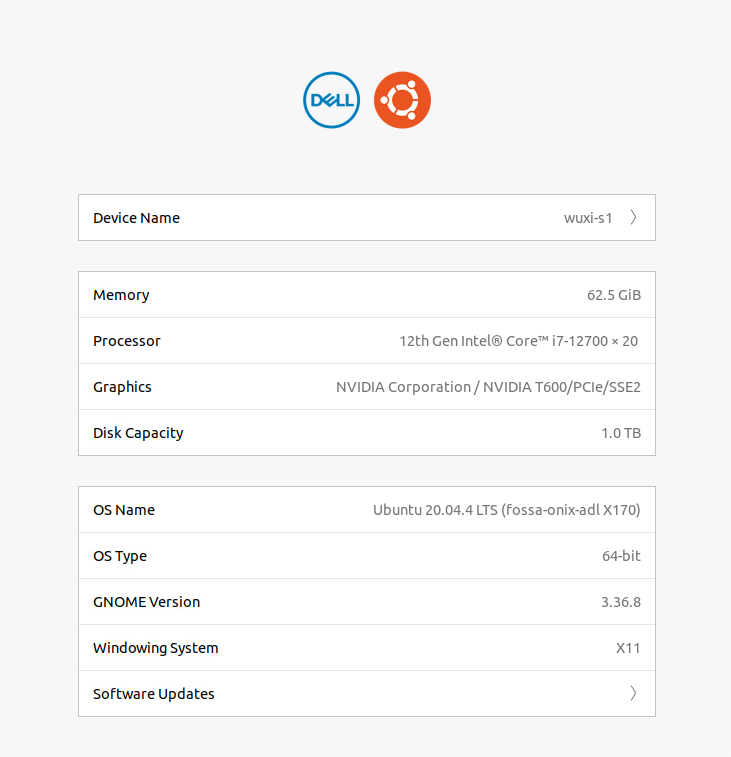 DELL
Device Name wuxi-s1
Memory 62.5 GiB
Processor 12th Gen Intel® Core™ i7-12700 × 20
Graphics NVIDIA Corporation / NVIDIA T600/PCIe/SSE2
Disk Capacity 1.0 TB
OS Name Ubuntu 20.04.4 LTS (fossa-onix-adl X170)
OS Type 64-bit
GNOME Version 3.36.8
Windowing System X11
Software Updates